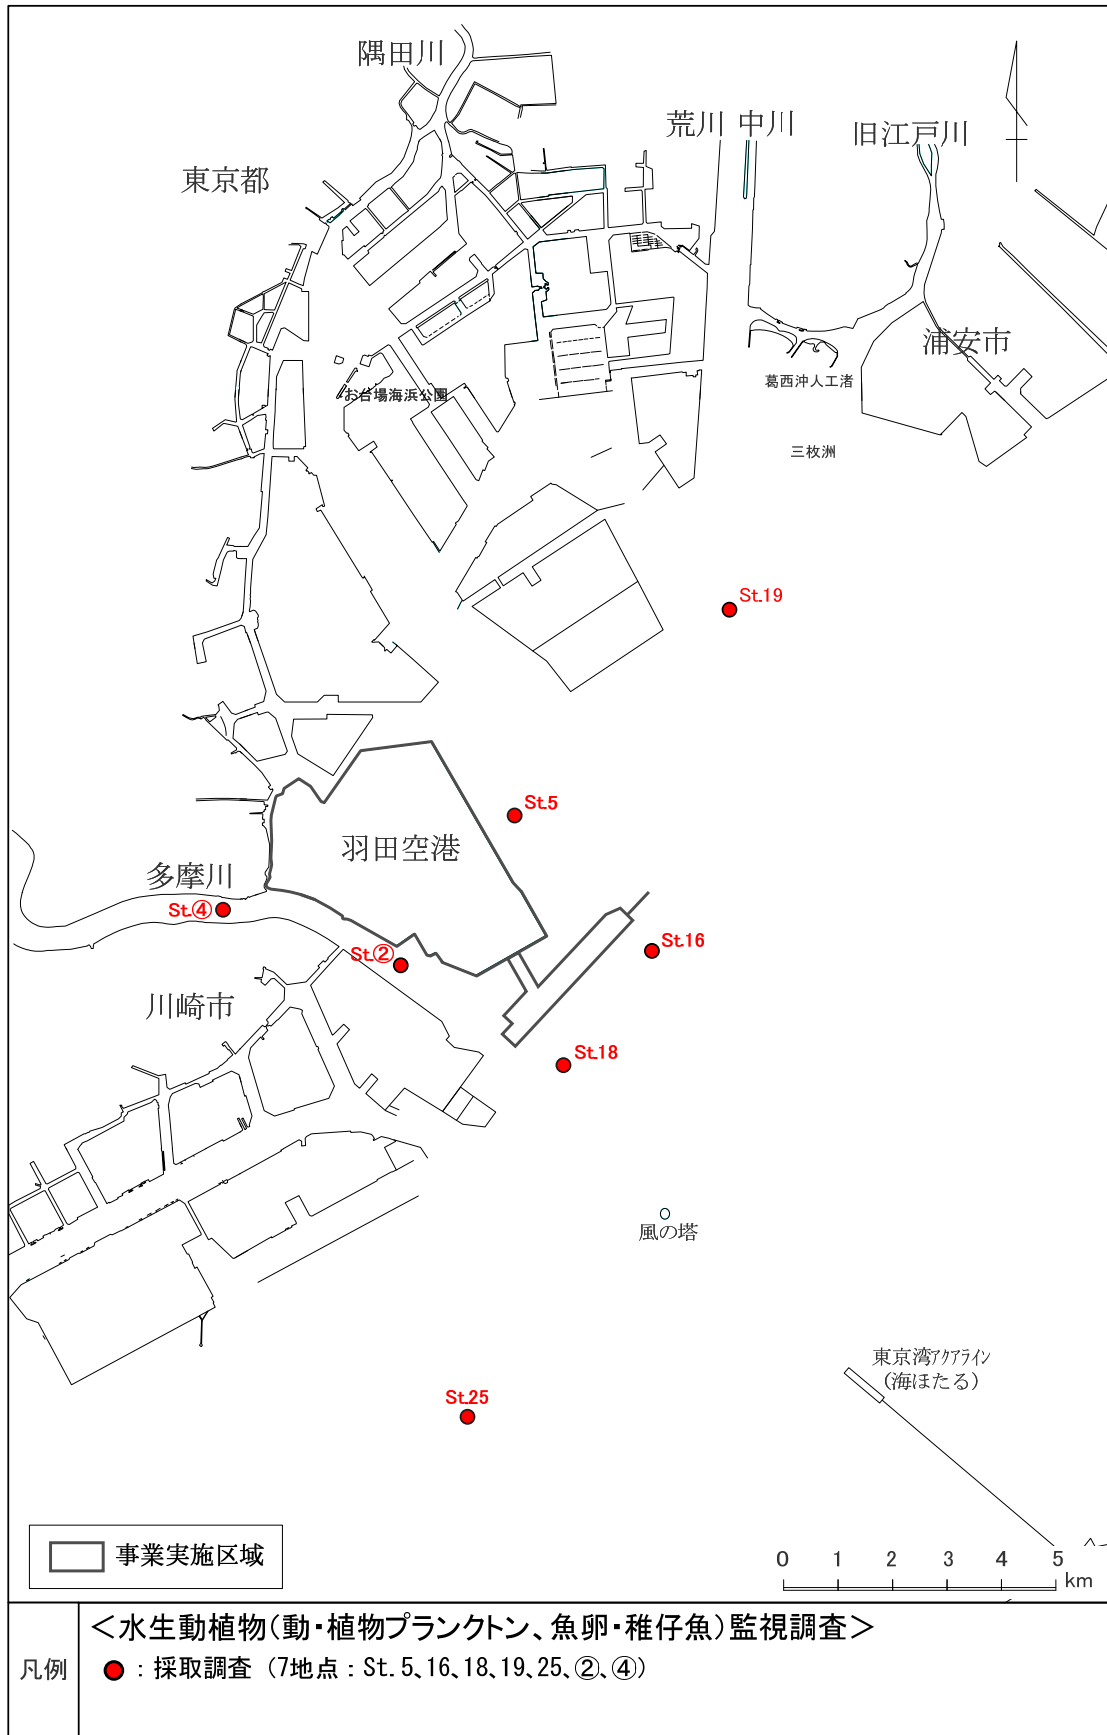 隅田川
荒川 中川
旧江戸川
東京都
浦安市
葛西沖人工渚
お台場海浜公園
三枚洲
St.19
St.5
羽田空港
多摩川
St.④
St.②
St.16
川崎市
St.18
風の塔
東京湾アクアライン
(海ほたる)
St.25
事業実施区域
0 1 2 3 4 5
km
凡例
＜水生動植物(動・植物プランクトン、魚卵・稚仔魚)監視調査＞
：採取調査 (7地点：St. 5、16、18、19、25、②、④)